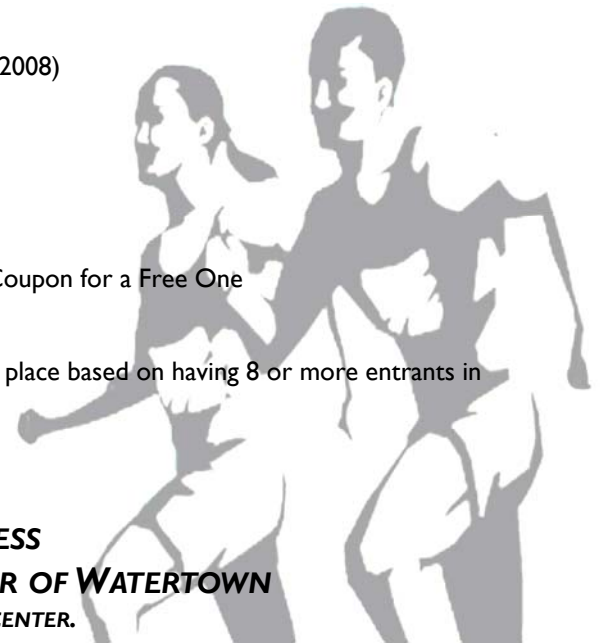 2008)
Coupon for a Free One
place based on having 8 or more entrants in
ESS
R OF WATERTOWN
CENTER.